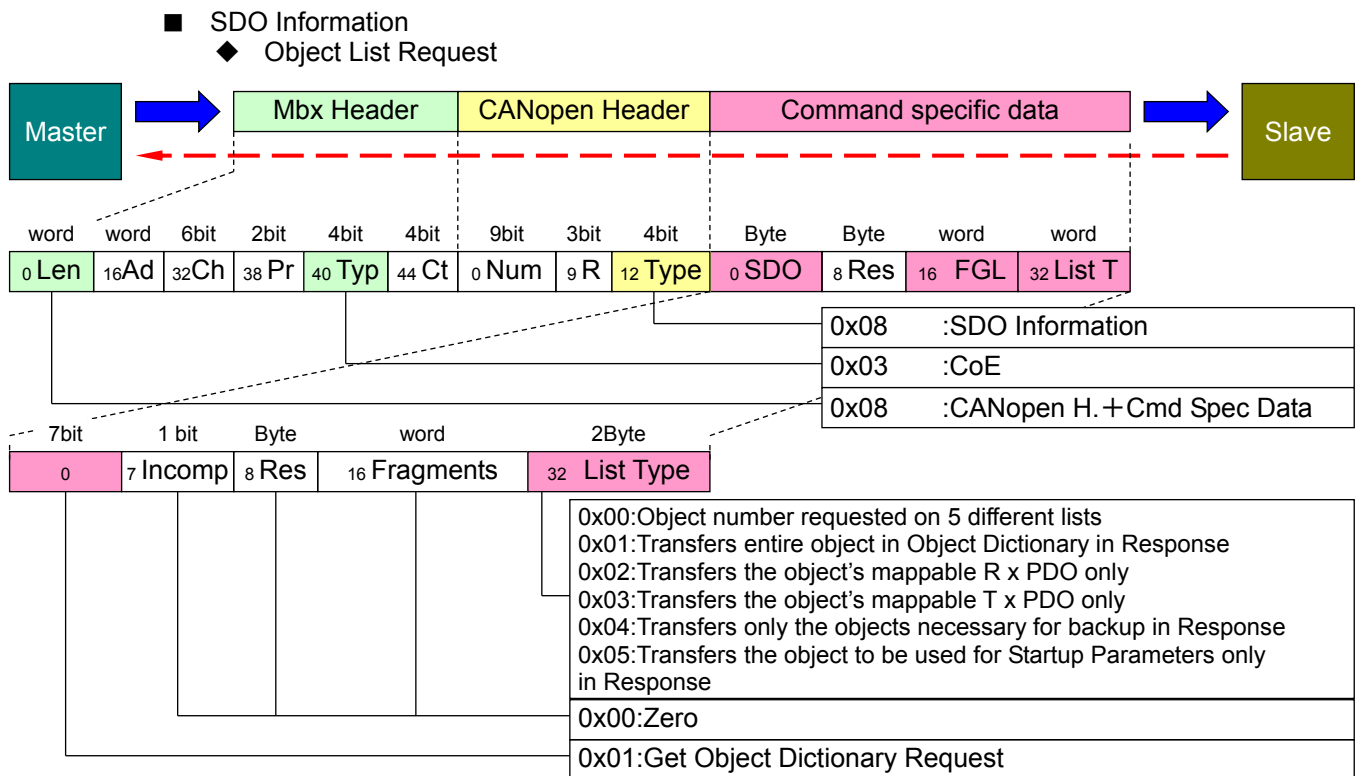 ■ SDO Information
◆ Object List Request
Master
Mbx Header CANopen Header Command specific data
Slave
word word 6bit 2bit 4bit 4bit 9bit 3bit 4bit Byte Byte word word
0 Len 16Ad 32Ch 38 Pr 40 Typ 44 Ct 0 Num 9 R 12 Type 0 SDO 8 Res 16 FGL 32 List T
0x08 :SDO Information
0x03 :CoE
0x08 :CANopen H.＋Cmd Spec Data
7bit 1 bit Byte word 2Byte
0 7 Incomp 8 Res 16 Fragments 32 List Type
0x00:Object number requested on 5 different lists
0x01:Transfers entire object in Object Dictionary in Response
0x02:Transfers the object's mappable R x PDO only
0x03:Transfers the object's mappable T x PDO only
0x04:Transfers only the objects necessary for backup in Response
0x05:Transfers the object to be used for Startup Parameters only
in Response
0x00:Zero
0x01:Get Object Dictionary Request